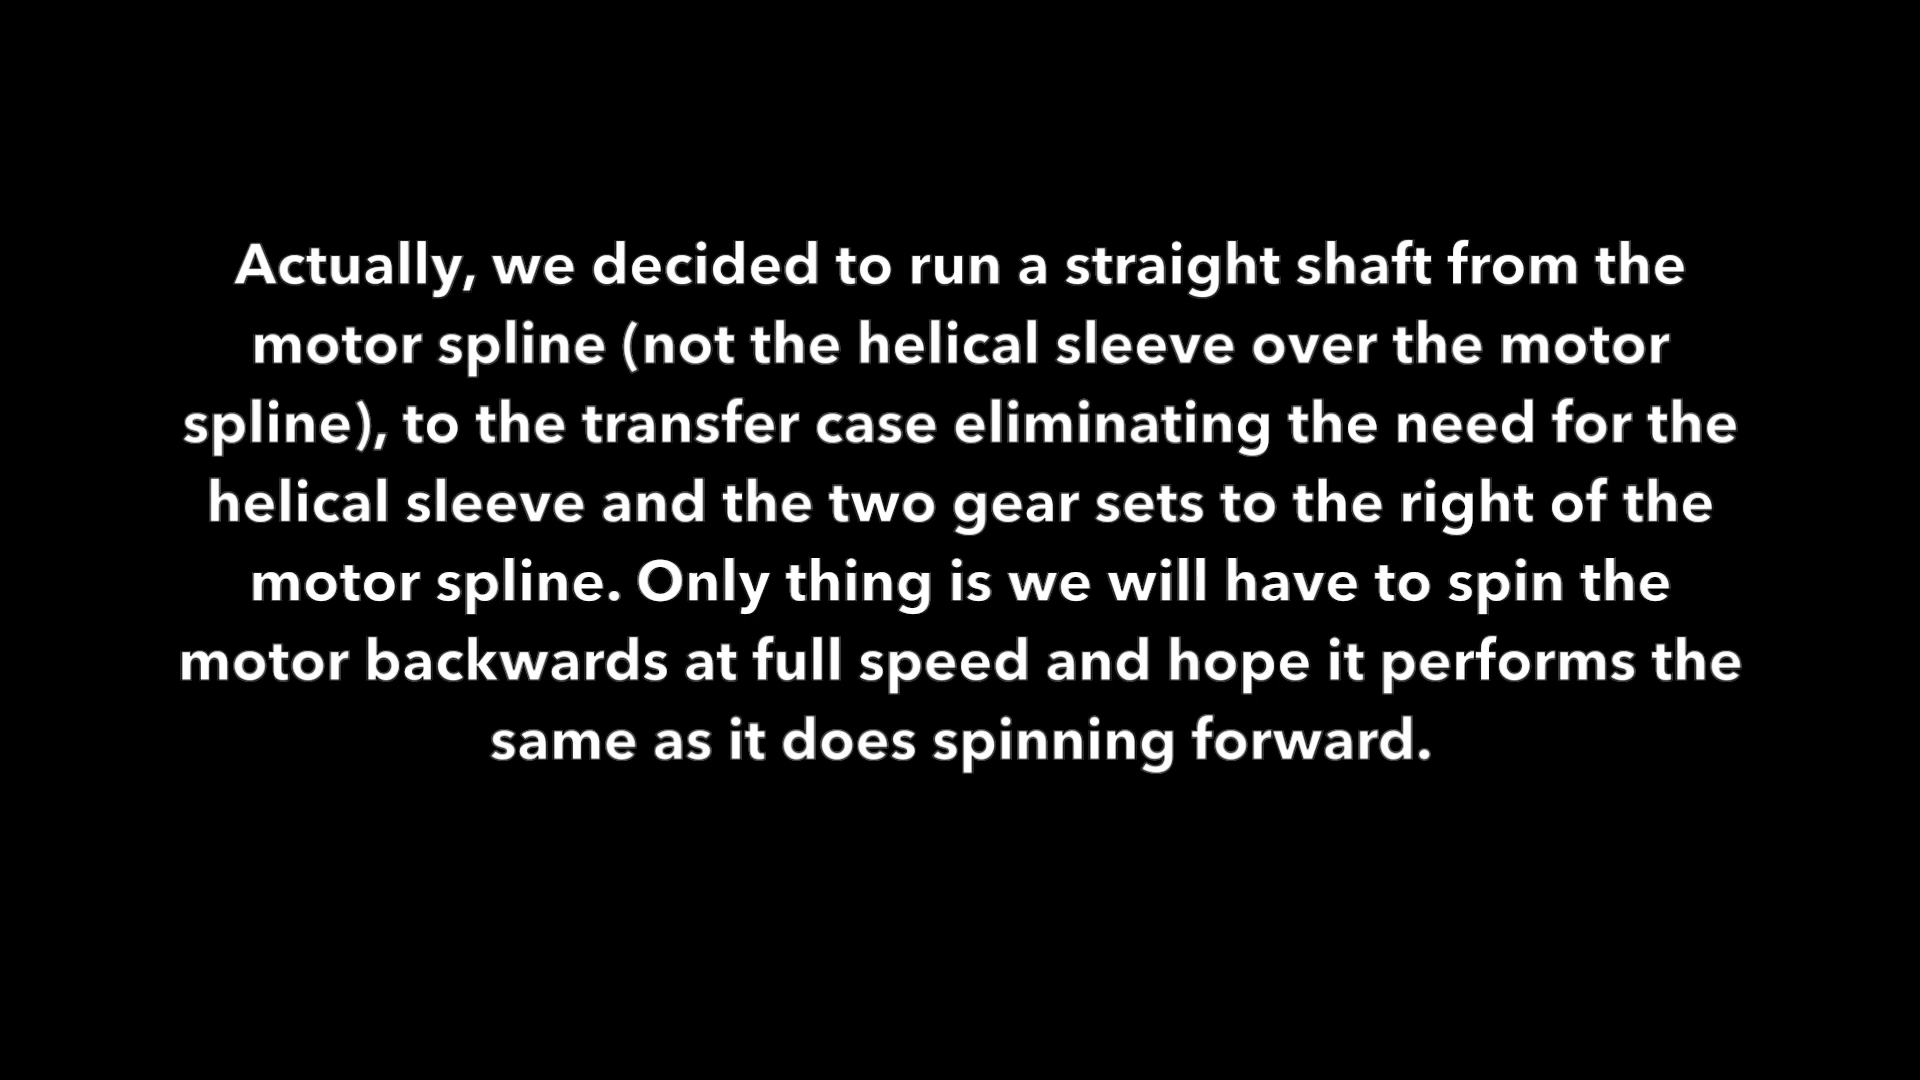 Actually, we decided to run a straight shaft from the
motor spline (not the helical sleeve over the motor
spline), to the transfer case eliminating the need for the
helical sleeve and the two gear sets to the right of the
motor spline. Only thing is we will have to spin the
motor backwards at full speed and hope it performs the
same as it does spinning forward.